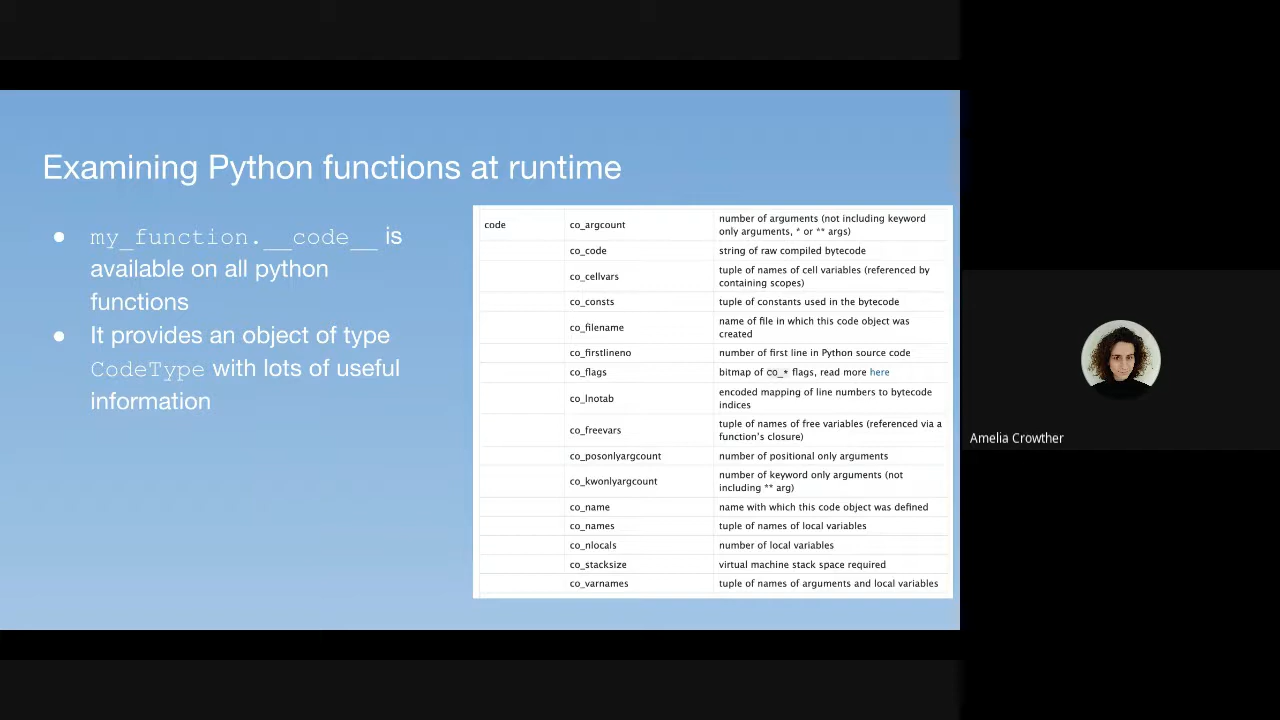 Examining Python functions at runtime
● my_function.__code__ is
available on all python
functions
● It provides an object of type
CodeType with lots of useful
information
code co_argcount number of arguments (not including keyword
only arguments, * or ** args)
co_code string of raw compiled bytecode
co_cellvars tuple of names of cell variables (referenced by
containing scopes)
co_consts tuple of constants used in the bytecode
co_filename name of file in which this code object was
created
co_firstlineno number of first line in Python source code
co_flags bitmap of CO_* flags, read more here
co_lnotab encoded mapping of line numbers to bytecode
indices
co_freevars tuple of names of free variables (referenced via a
function's closure)
co_posonlyargcount number of positional only arguments
co_kwonlyargcount number of keyword only arguments (not
including ** arg)
co_name name with which this code object was defined
co_names tuple of names of local variables
co_nlocals number of local variables
co_stacksize virtual machine stack space required
co_varnames tuple of names of arguments and local variables
Amelia Crowther